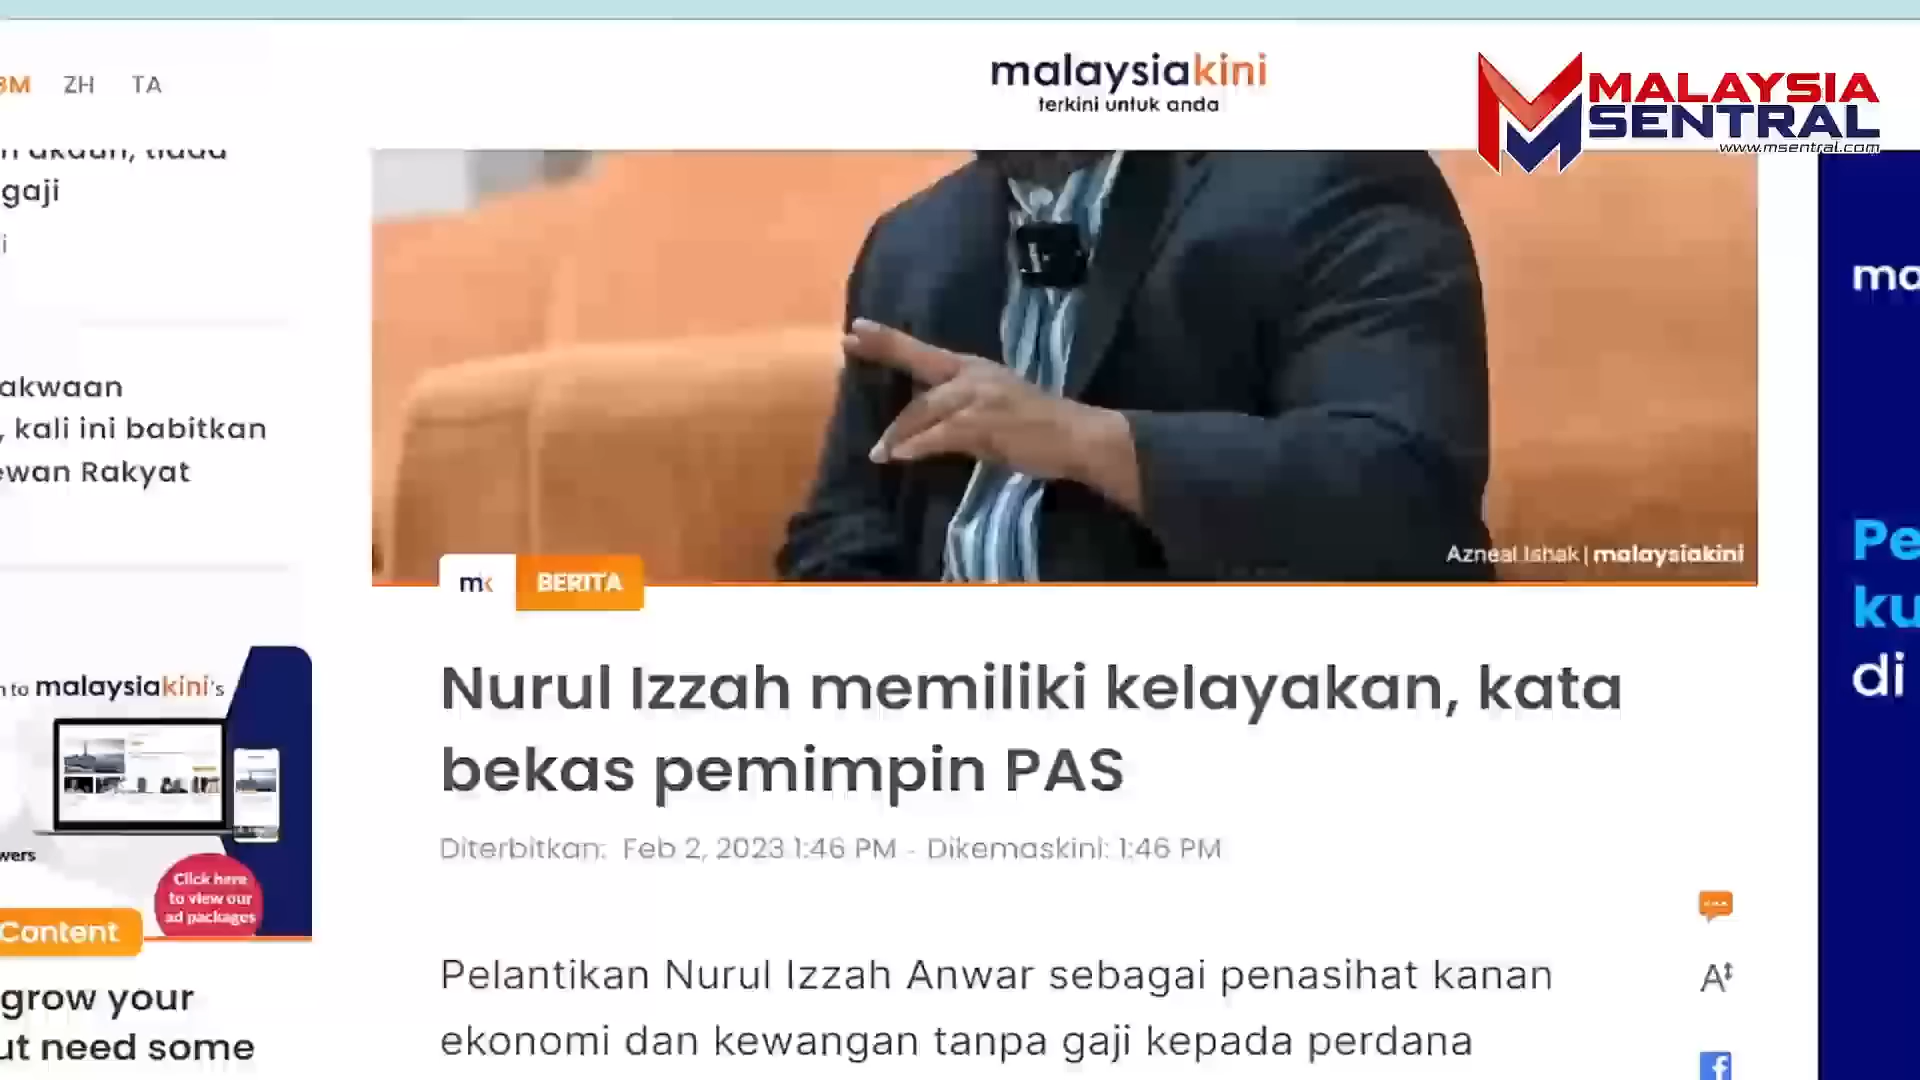 BM ZH TA
malaysiakini
terkini untuk anda
MALAYSIA
SENTRAL
www.msentral.com
gaji
akwaan
, kali ini babitkan
ewan Rakyat
Azneal Ishak | malaysiakini
mk BERITA
Nurul Izzah memiliki kelayakan, kata
bekas pemimpin PAS
Diterbitkan: Feb 2, 2023 1:46 PM - Dikemaskini: 1:46 PM
Pelantikan Nurul Izzah Anwar sebagai penasihat kanan
ekonomi dan kewangan tanpa gaji kepada perdana
to malaysiakini's
wers
Click here
to view our
ad packages
Content
grow your
ut need some
ma
Pe
ku
di